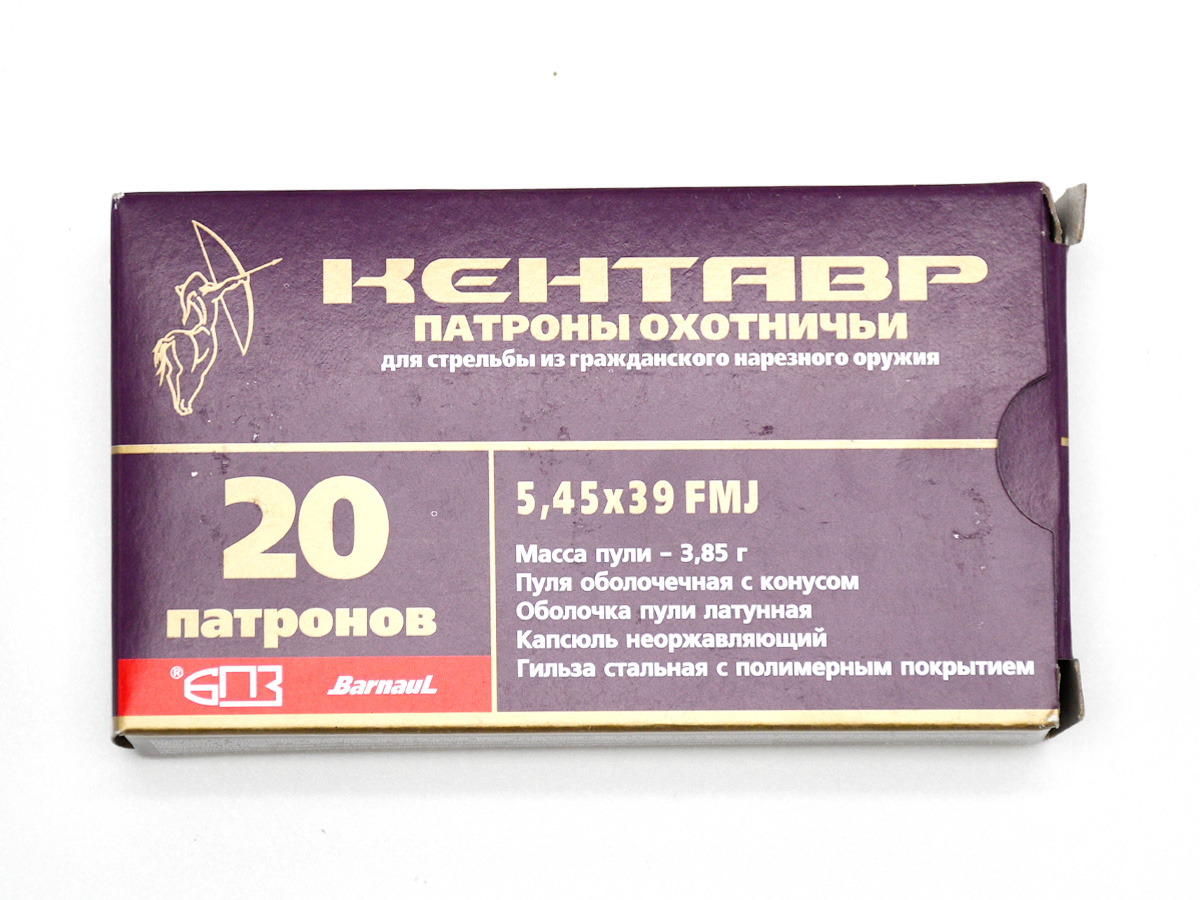 КЕНТАВР
ПАТРОНЫ ОХОТНИЧЬИ
для стрельбы из гражданского нарезного оружия
20
патронов
® БПЗ Barnaul
5,45х39 FMJ
Масса пули – 3,85 г
Пуля оболочечная с конусом
Оболочка пули латунная
Капсюль неоржавляющий
Гильза стальная с полимерным покрытием